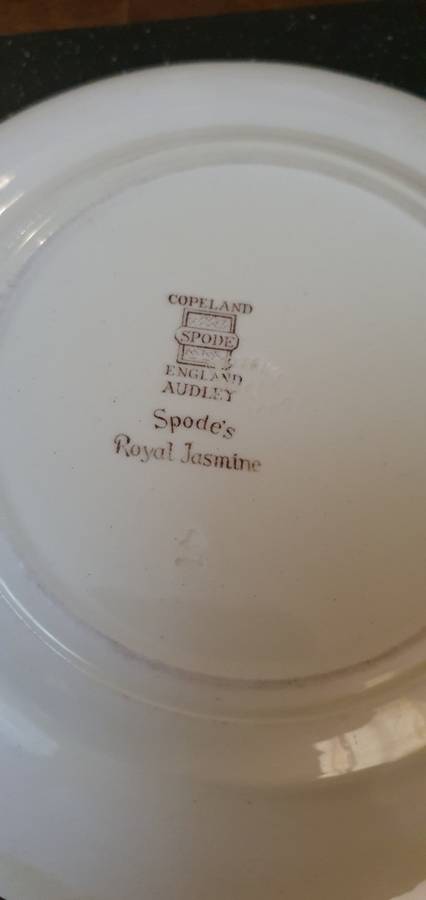 COPELAND
SPODE
ENGLAND
AUDLEY
Spode's
Royal Jasmine